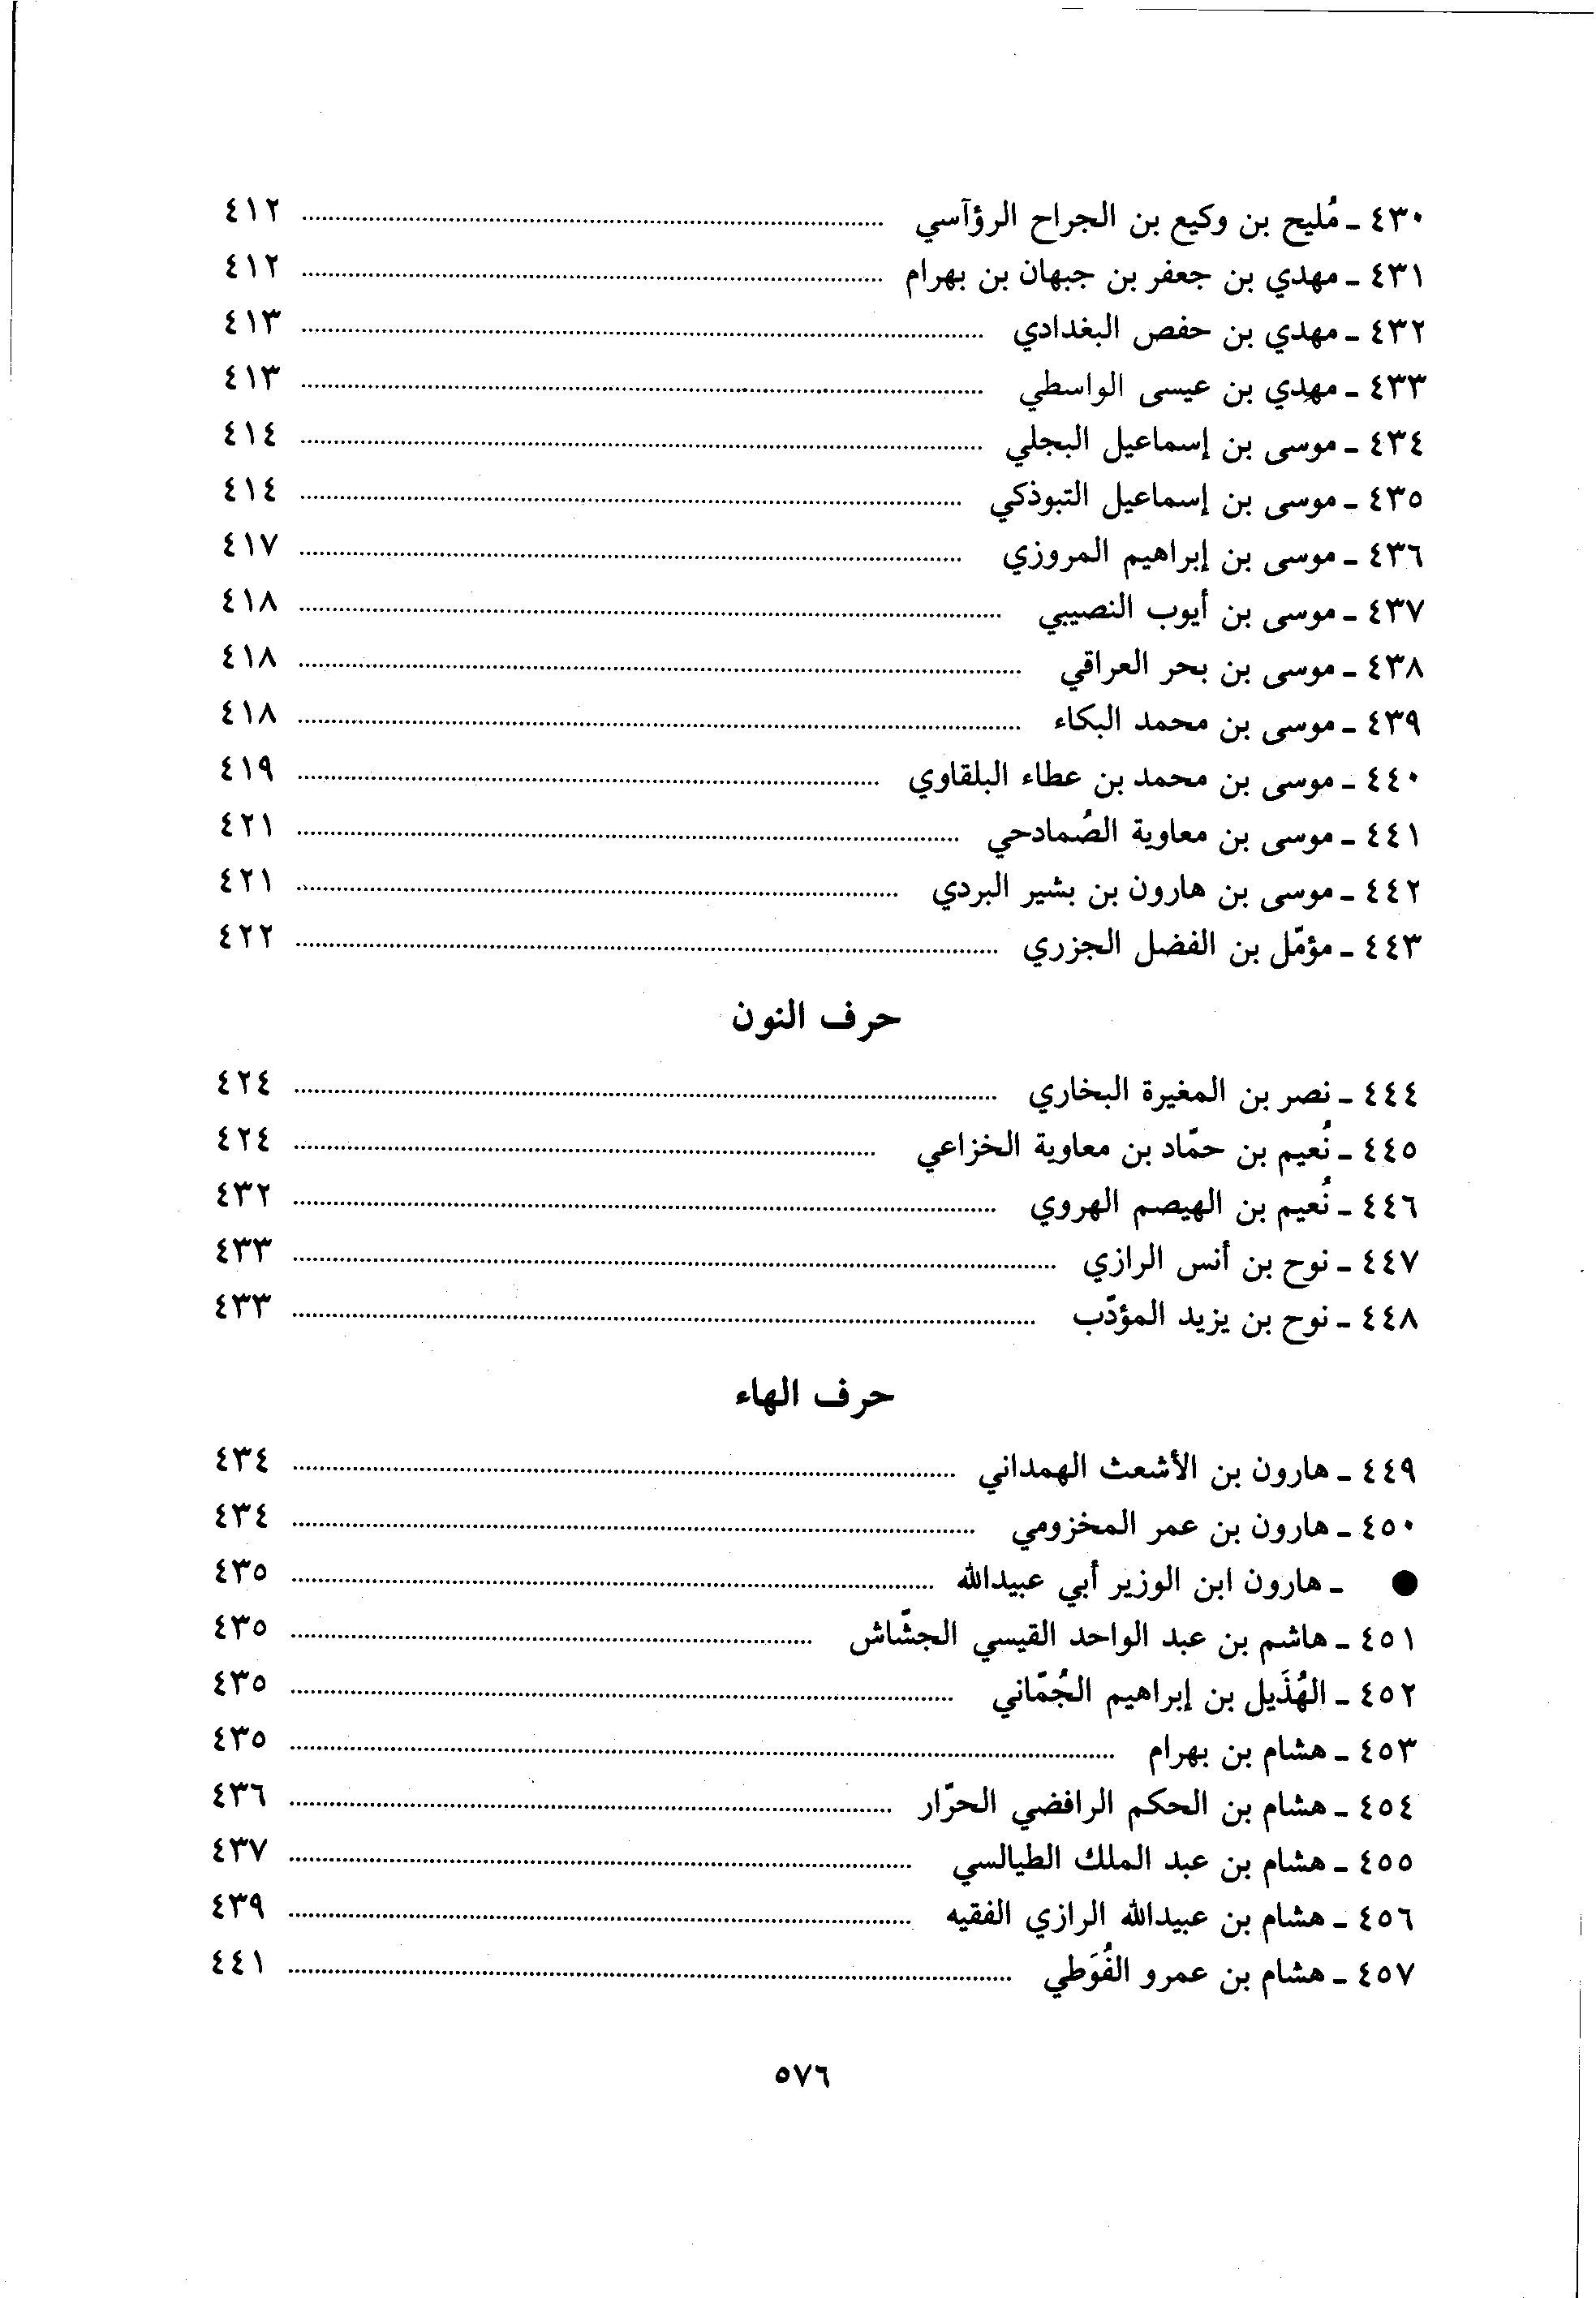 ٤٣٠ ـ مُليح بن وكيع بن الجراح الرؤآسي ........ ٤١٢
٤٣١ ـ مهدي بن جعفر بن جبهان بن بهرام ........ ٤١٢
٤٣٢ ـ مهدي بن حفص البغدادي ........ ٤١٣
٤٣٣ ـ مهدي بن عيسى الواسطي ........ ٤١٣
٤٣٤ ـ موسى بن إسماعيل البجلي ........ ٤١٤
٤٣٥ ـ موسى بن إسماعيل التبوذكي ........ ٤١٤
٤٣٦ ـ موسى بن إبراهيم المروزي ........ ٤١٧
٤٣٧ ـ موسى بن أيوب النصيبي ........ ٤١٨
٤٣٨ ـ موسى بن بحر العراقي ........ ٤١٨
٤٣٩ ـ موسى بن محمد البكاء ........ ٤١٨
٤٤٠ ـ موسى بن محمد بن عطاء البلقاوي ........ ٤١٩
٤٤١ ـ موسى بن معاوية الصُمادحي ........ ٤٢١
٤٤٢ ـ موسى بن هارون بن بشير البردي ........ ٤٢١
٤٤٣ ـ مؤمّل بن الفضل الجزري ........ ٤٢٢
حرف النون
٤٤٤ ـ نصر بن المغيرة البخاري ........ ٤٢٤
٤٤٥ ـ نُعيم بن حمّاد بن معاوية الخزاعي ........ ٤٢٤
٤٤٦ ـ نُعيم بن الهيصم الهروي ........ ٤٣٢
٤٤٧ ـ نوح بن أنس الرازي ........ ٤٣٣
٤٤٨ ـ نوح بن يزيد المؤدّب ........ ٤٣٣
حرف الهاء
٤٤٩ ـ هارون بن الأشعث الهمداني ........ ٤٣٤
٤٥٠ ـ هارون بن عمر المخزومي ........ ٤٣٤
● ـ هارون ابن الوزير أبي عبيدالله ........ ٤٣٥
٤٥١ ـ هاشم بن عبد الواحد القيسي الجشّاش ........ ٤٣٥
٤٥٢ ـ الهُذَيل بن إبراهيم الجُمّاني ........ ٤٣٥
٤٥٣ ـ هشام بن بهرام ........ ٤٣٥
٤٥٤ ـ هشام بن الحكم الرافضي الحرّار ........ ٤٣٦
٤٥٥ ـ هشام بن عبد الملك الطيالسي ........ ٤٣٧
٤٥٦ ـ هشام بن عبيدالله الرازي الفقيه ........ ٤٣٩
٤٥٧ ـ هشام بن عمرو الفُوَطي ........ ٤٤١
٥٧٦